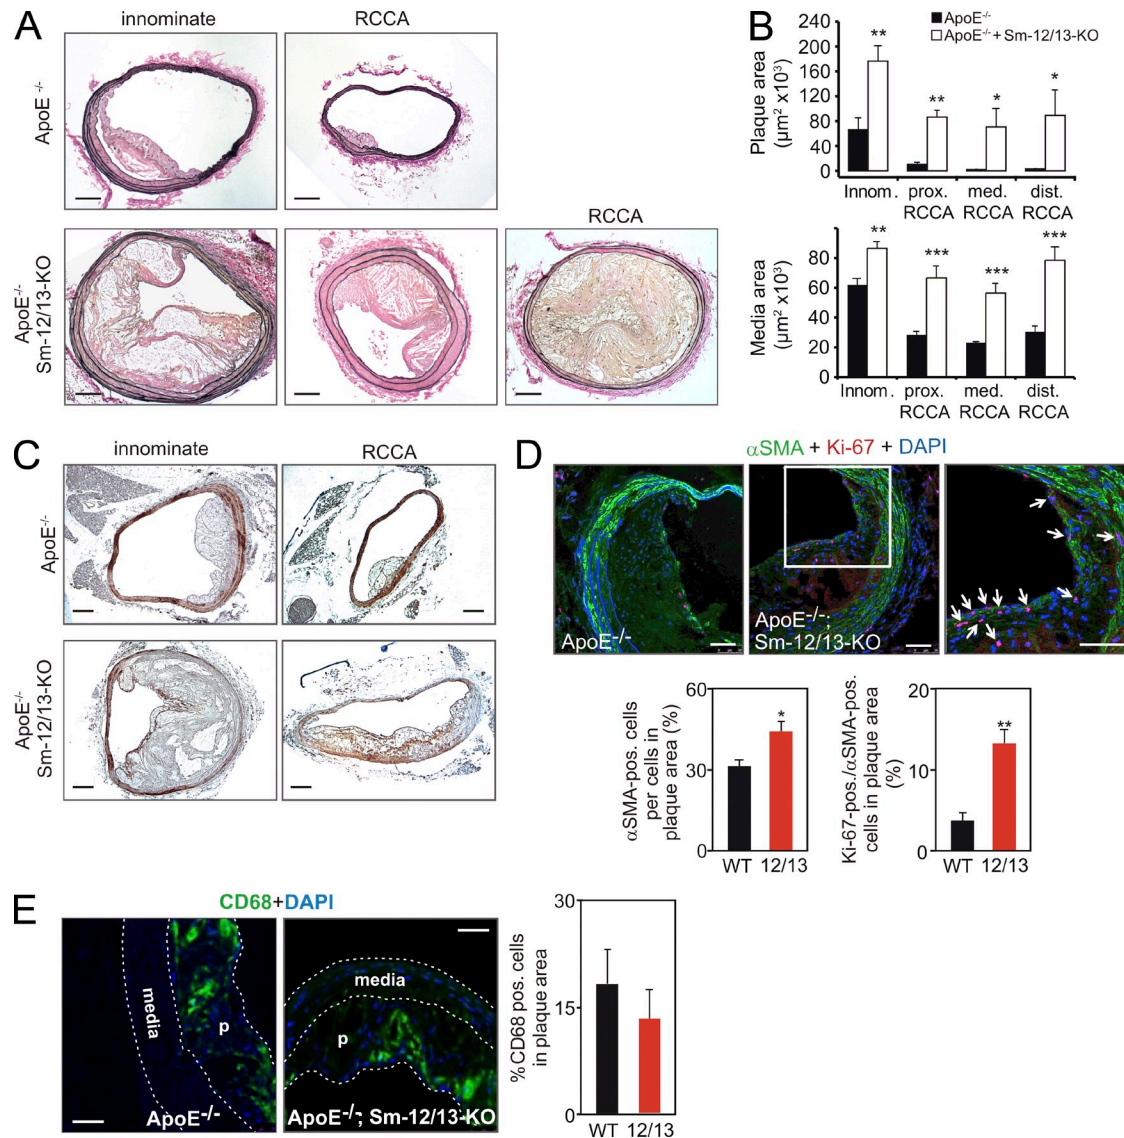 A
innominate
RCCA
ApoE -/-
RCCA
ApoE-/-
Sm-12/13-KO
B
ApoE-/-
ApoE-/- + Sm-12/13-KO
Plaque area
(µm-2 x10³)
240
200
160
120
80
40
0
**
**
*
*
Innom.
prox.
med.
dist.
RCCA
RCCA
RCCA
Media area
(µm-2 x10³)
80
60
40
20
0
**
***
***
***
Innom.
prox.
med.
dist.
RCCA
RCCA
RCCA
C
innominate
RCCA
ApoE-/-
ApoE-/-
Sm-12/13-KO
D
αSMA + Ki-67 + DAPI
ApoE-/-
ApoE-/-;
Sm-12/13-KO
αSMA-pos. cells
per cells in
plaque area (%)
60
30
0
*
WT 12/13
Ki-67-pos./αSMA-pos.
cells in plaque area
(%)
20
10
0
**
WT 12/13
E
CD68+DAPI
media
p
ApoE-/-
media
p
ApoE-/-; Sm-12/13-KO
% CD68 pos. cells
in plaque area
30
15
0
WT 12/13